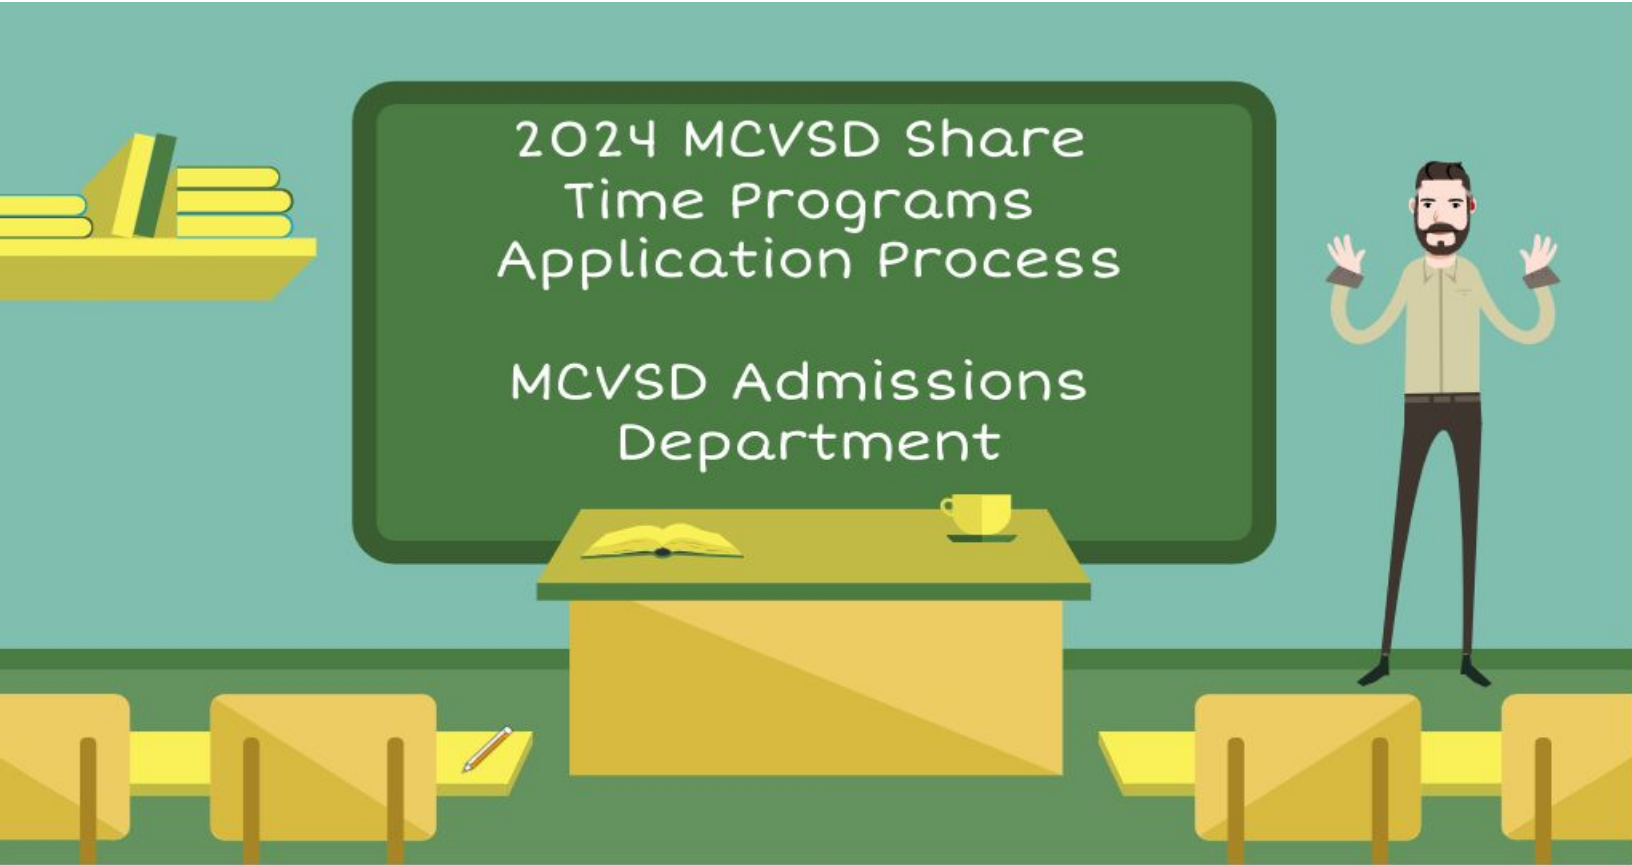 2024 MCVSD Share
Time Programs
Application Process
MCVSD Admissions
Department